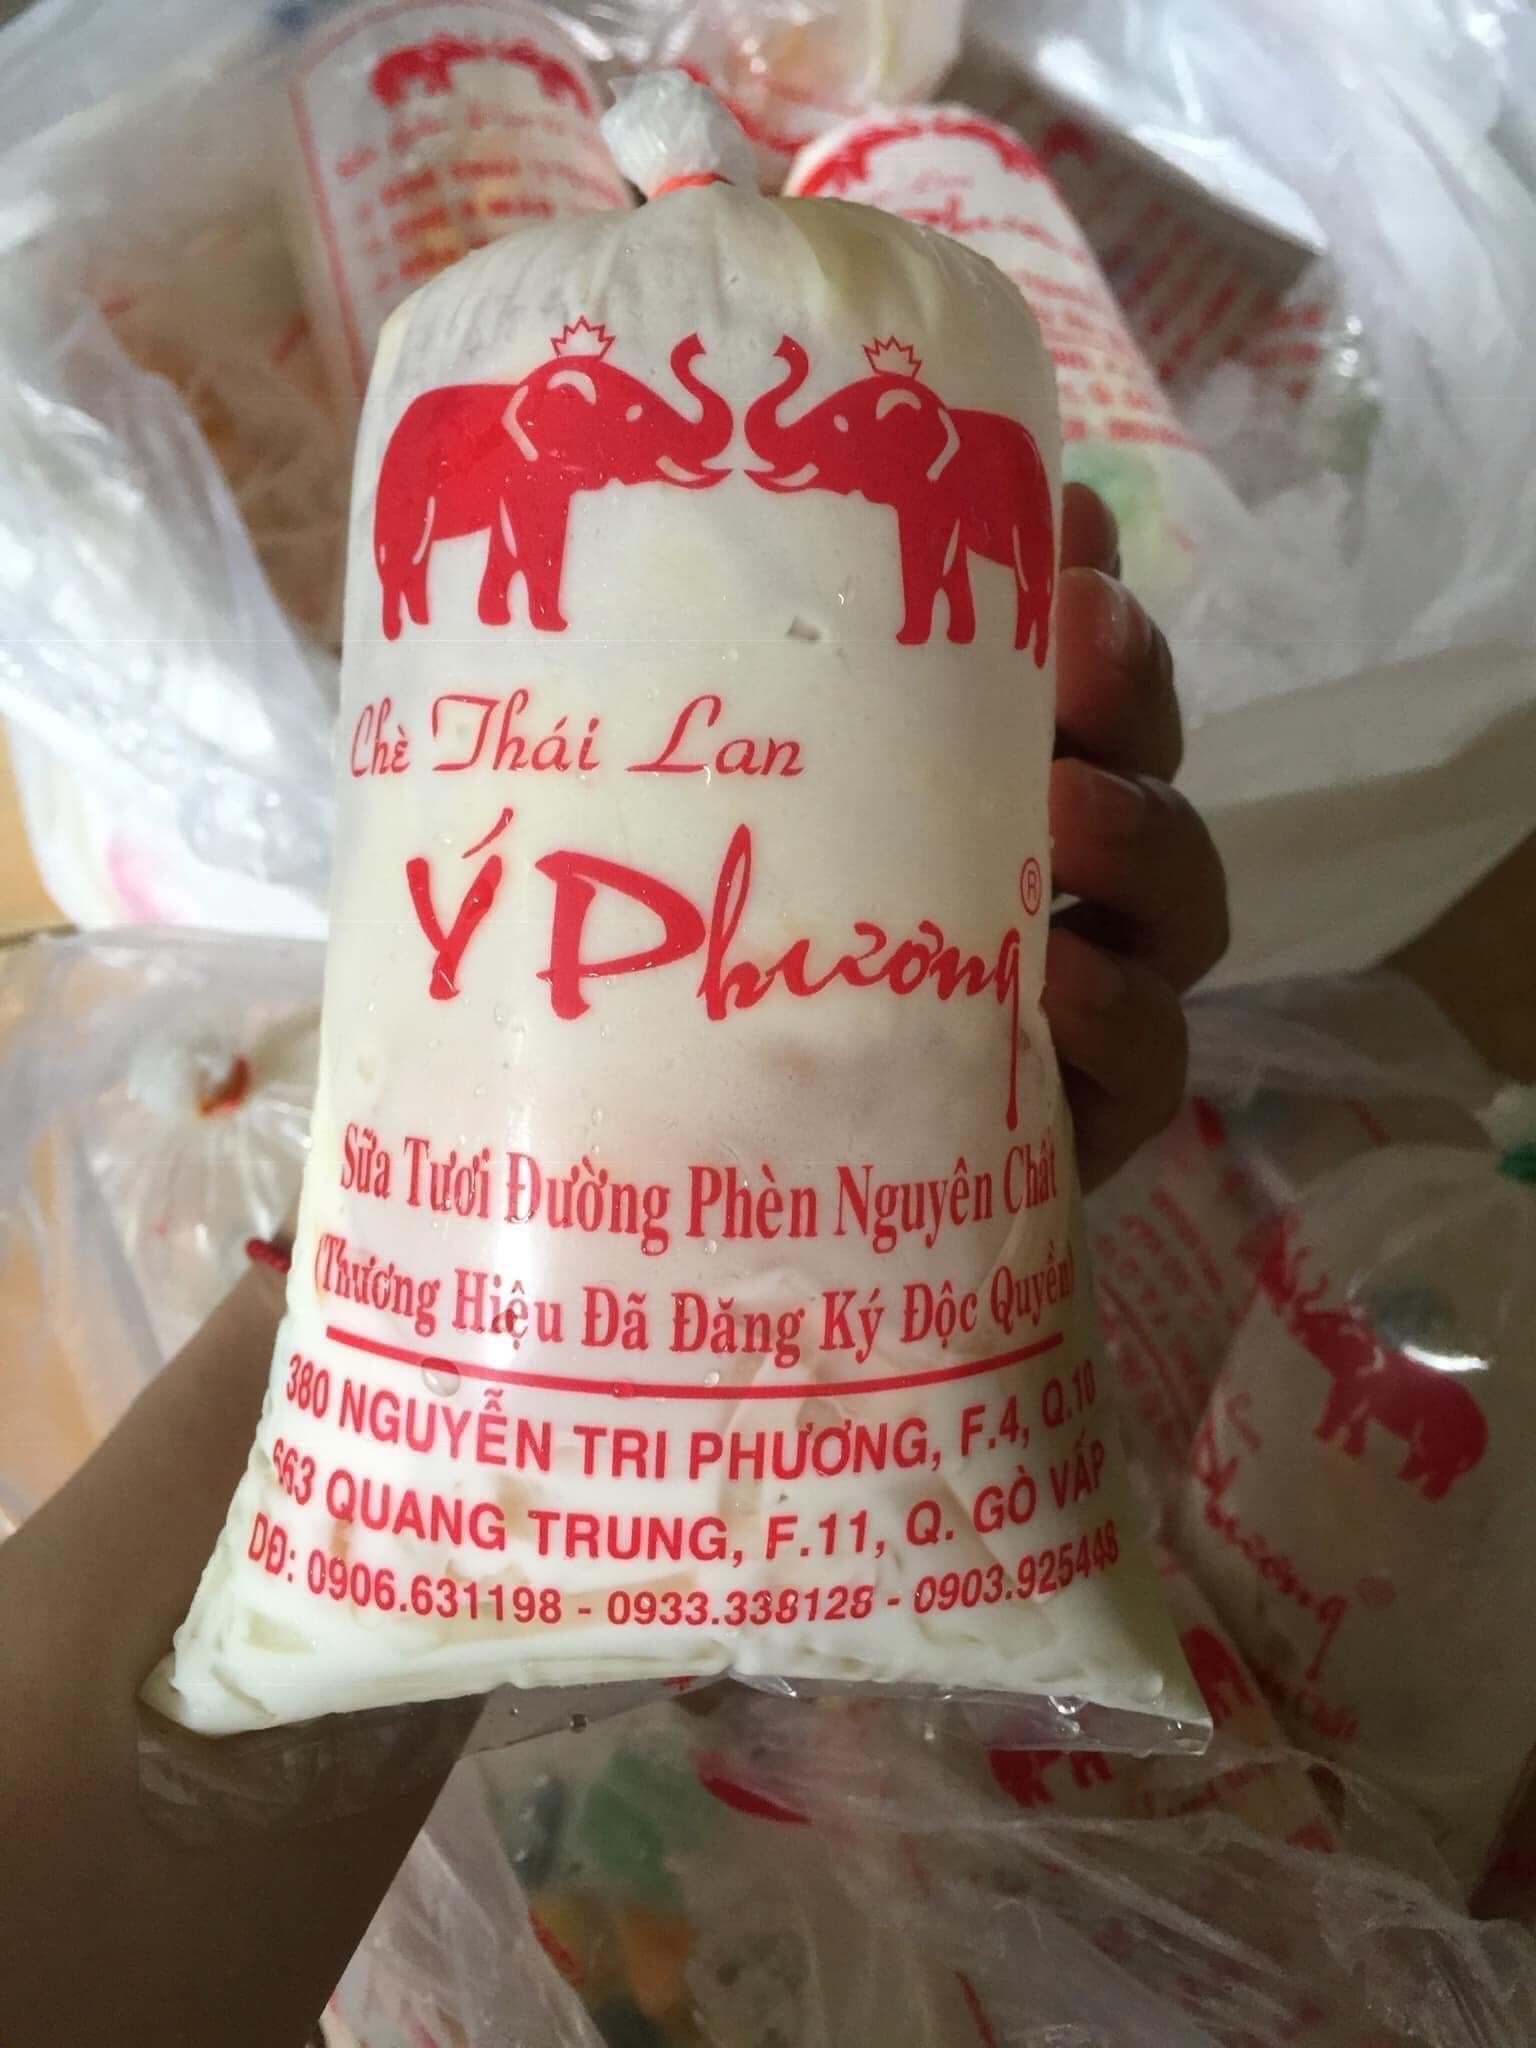 Chè Thái Lan
Ý Phương ®
Sữa Tươi Đường Phèn Nguyên Chất
(Thương Hiệu Đã Đăng Ký Độc Quyền)
380 NGUYỄN TRI PHƯƠNG, F.4, Q.10
663 QUANG TRUNG, F.11, Q. GÒ VẤP
DĐ: 0906.631198 - 0933.338128 - 0903.925448
Phương ®